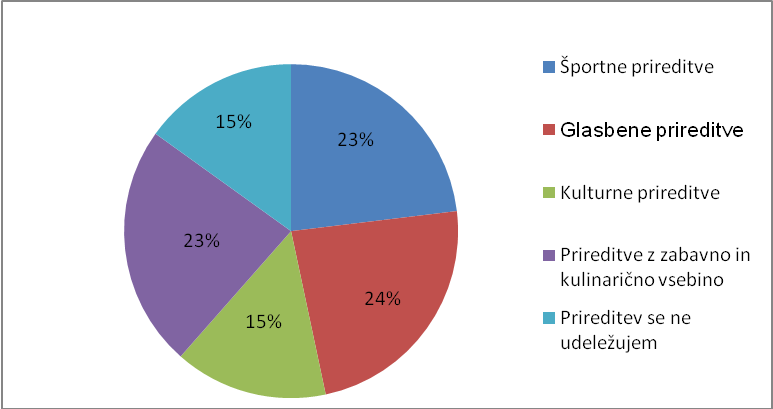 15%
23%
23%
24%
15%
Športne prireditve
Glasbene prireditve
Kulturne prireditve
Prireditve z zabavno in
kulinarično vsebino
Prireditev se ne
udeležujem